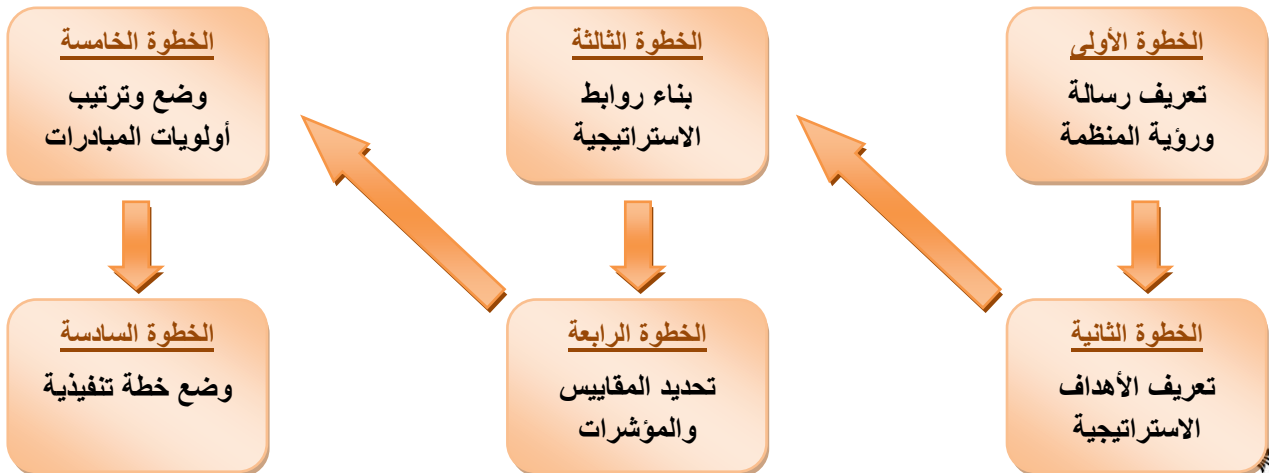 الخطوة الأولى
تعريف رسالة
ورؤية المنظمة
الخطوة الثانية
تعريف الأهداف
الاستراتيجية
الخطوة الثالثة
بناء روابط
الاستراتيجية
الخطوة الرابعة
تحديد المقاييس
والمؤشرات
الخطوة الخامسة
وضع وترتيب
أولويات المبادرات
الخطوة السادسة
وضع خطة تنفيذية